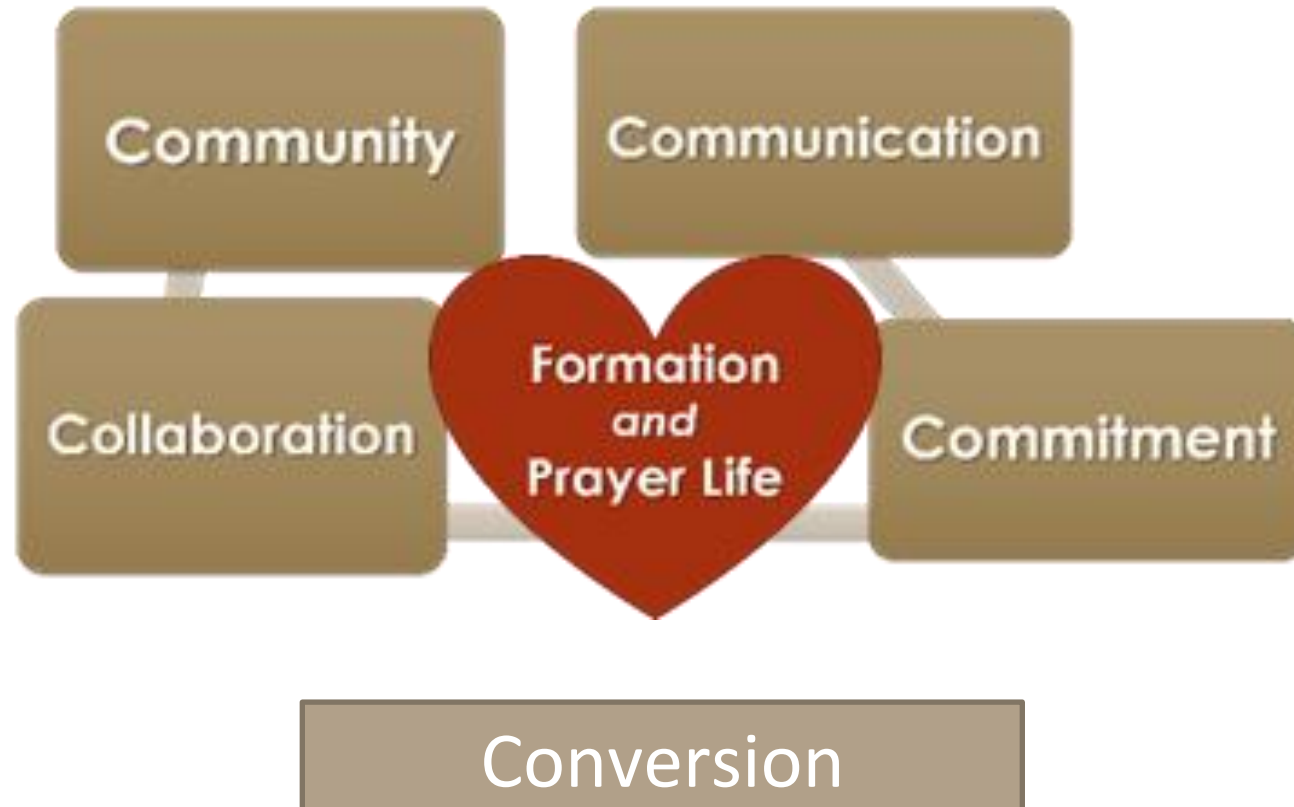 Community
Communication
Collaboration
Formation
and
Prayer Life
Commitment
Conversion